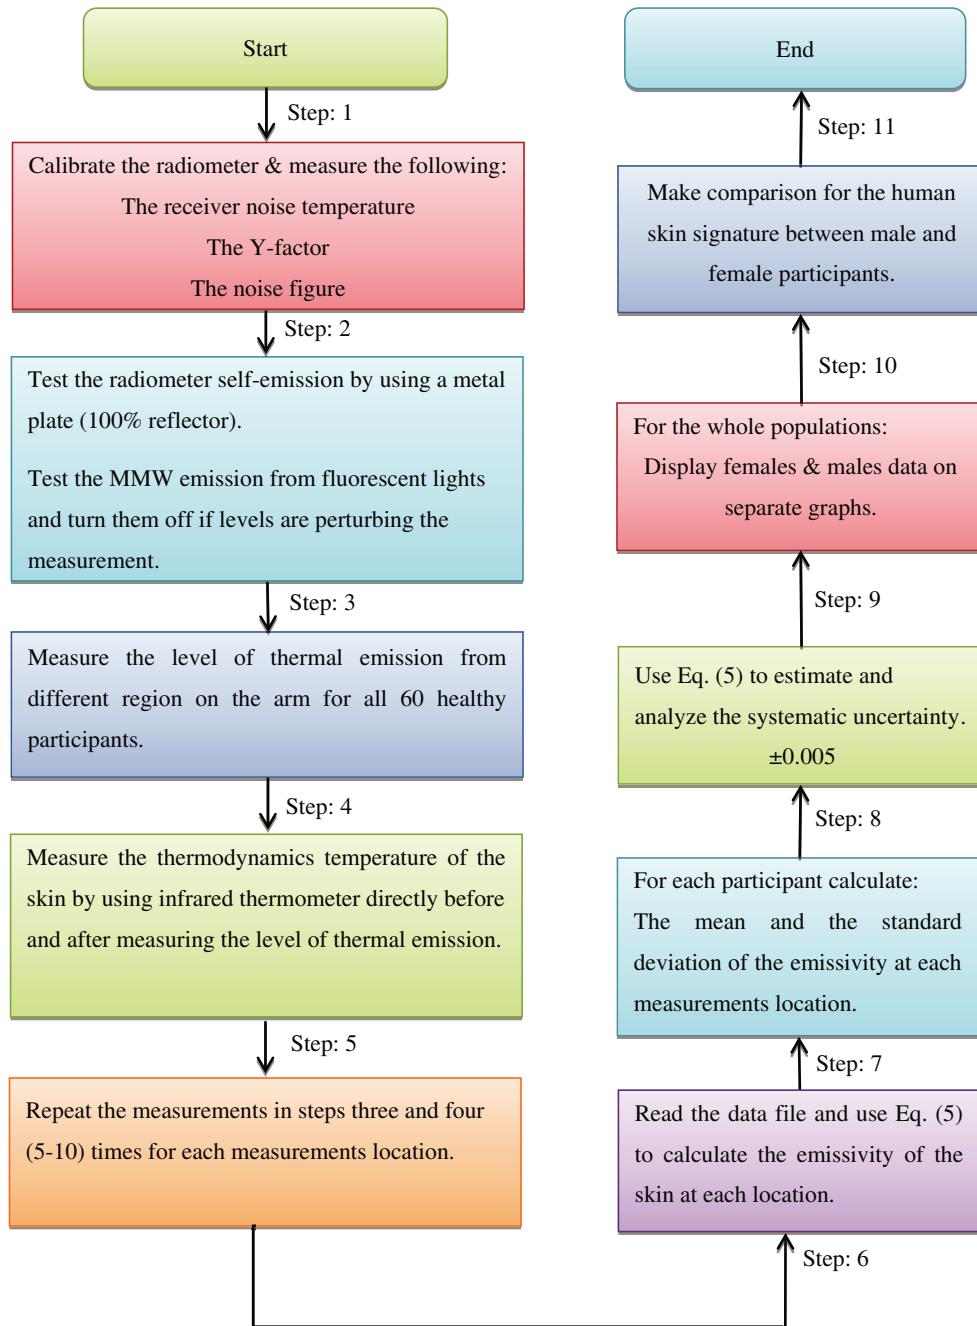 Start
Step: 1
Calibrate the radiometer & measure the following:
The receiver noise temperature
The Y-factor
The noise figure
Step: 2
Test the radiometer self-emission by using a metal
plate (100% reflector).
Test the MMW emission from fluorescent lights
and turn them off if levels are perturbing the
measurement.
Step: 3
Measure the level of thermal emission from
different region on the arm for all 60 healthy
participants.
Step: 4
Measure the thermodynamics temperature of the
skin by using infrared thermometer directly before
and after measuring the level of thermal emission.
Step: 5
Repeat the measurements in steps three and four
(5-10) times for each measurements location.
Step: 6
Read the data file and use Eq. (5)
to calculate the emissivity of the
skin at each location.
Step: 7
For each participant calculate:
The mean and the standard
deviation of the emissivity at each
measurements location.
Step: 8
Use Eq. (5) to estimate and
analyze the systematic uncertainty.
±0.005
Step: 9
For the whole populations:
Display females & males data on
separate graphs.
Step: 10
Make comparison for the human
skin signature between male and
female participants.
Step: 11
End